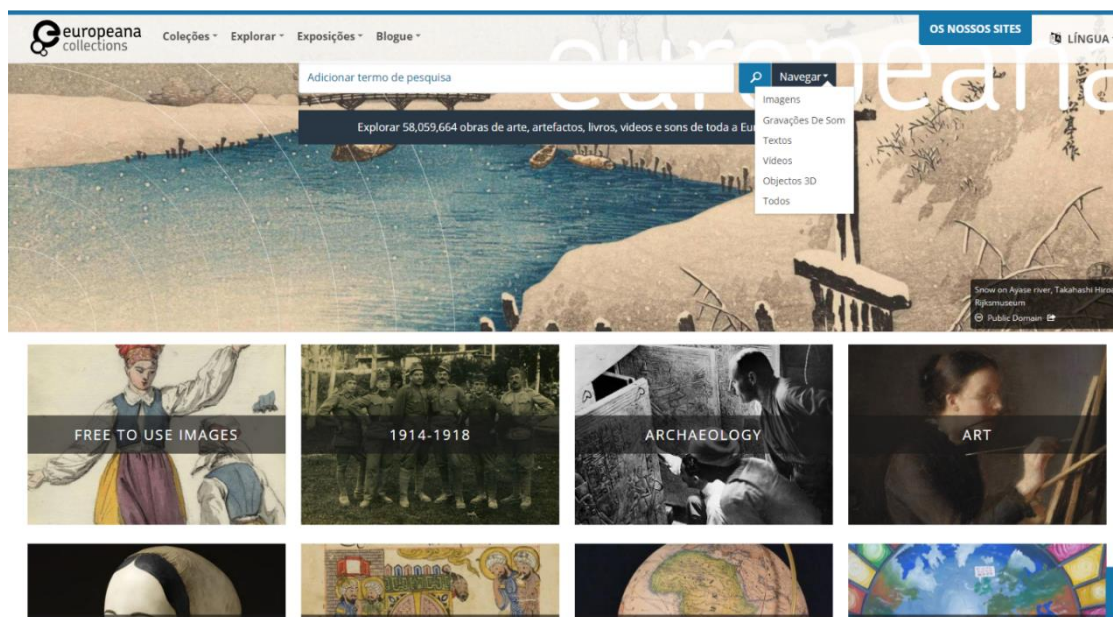 europeana
collections
Coleções
Explorar
Exposições
Blogue
OS NOSSOS SITES
LÍNGUA
europeana
Adicionar termo de pesquisa
Navegar
Explorar 58,059,664 obras de arte, artefactos, livros, videos e sons de toda a Eu
Imagens
Gravações De Som
Textos
Vídeos
Objectos 3D
Todos
Snow on Ayase river, Takahashi Hiro
Rijksmuseum
Public Domain
FREE TO USE IMAGES
1914-1918
ARCHAEOLOGY
ART